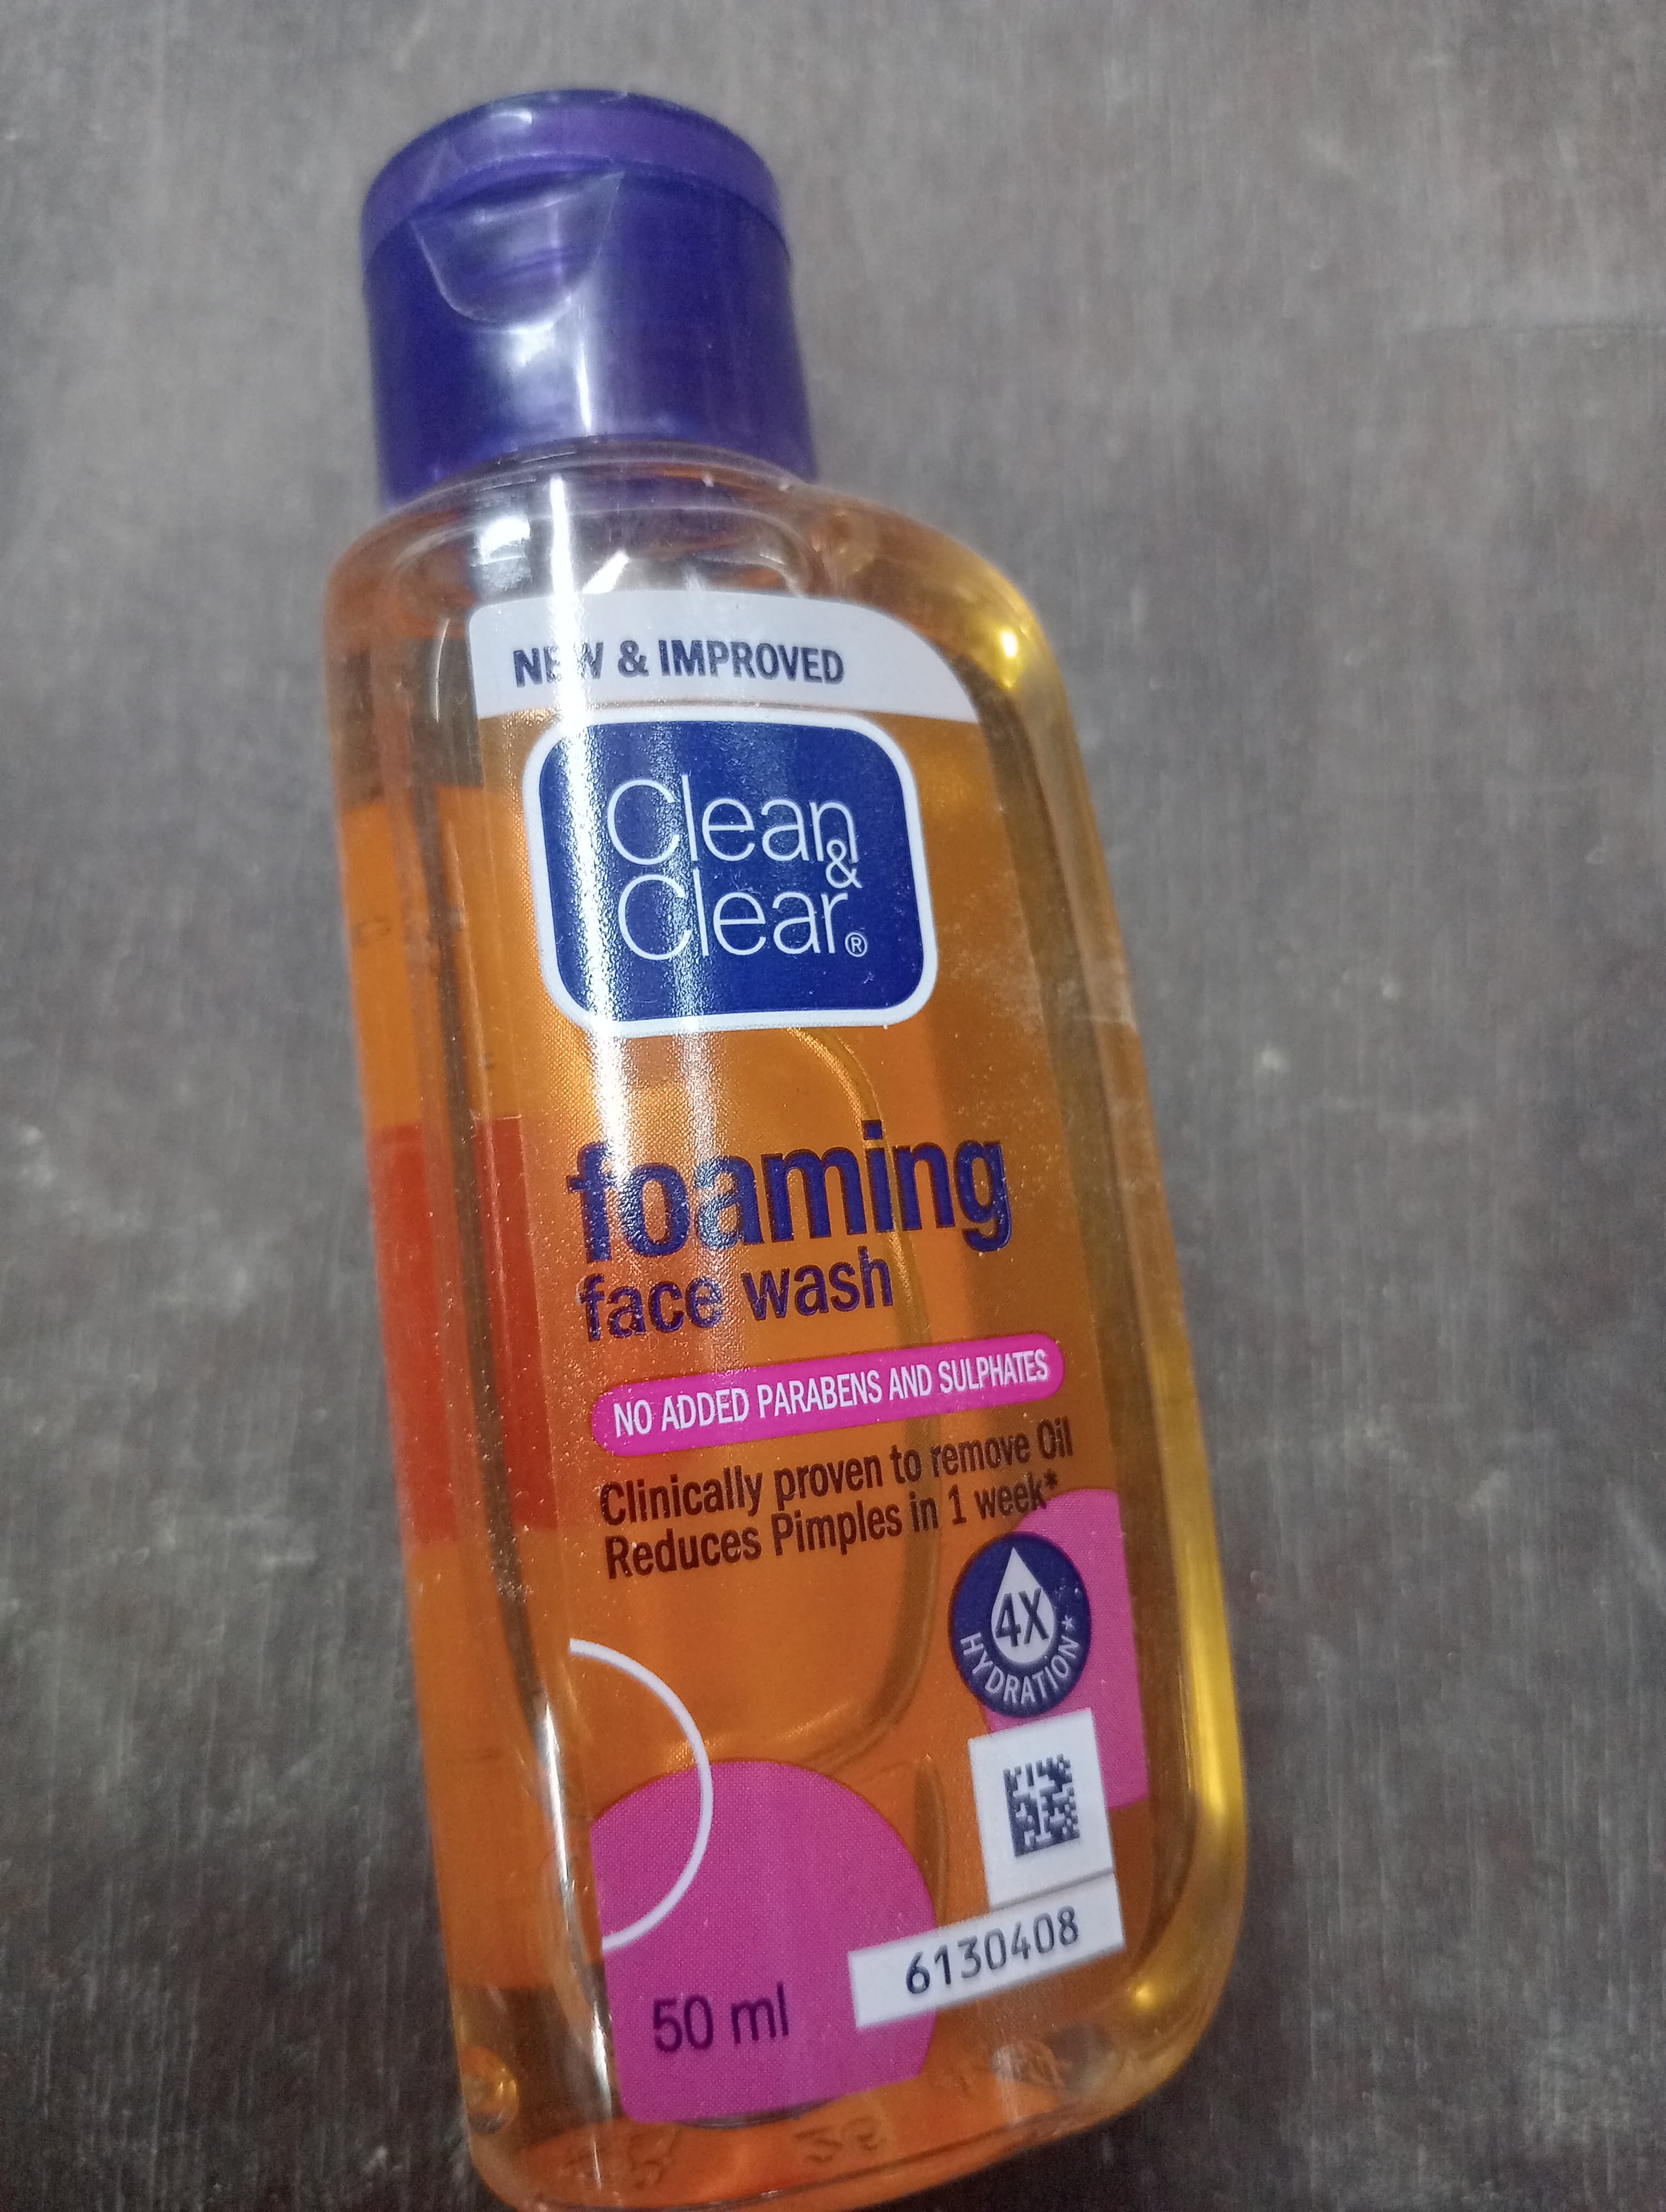 NEW & IMPROVED
Clean
&
Clear®
foaming
face wash
NO ADDED PARABENS AND SULPHATES
Clinically proven to remove Oil
Reduces Pimples in 1 week*
4X
HYDRATION*
6130408
50 ml